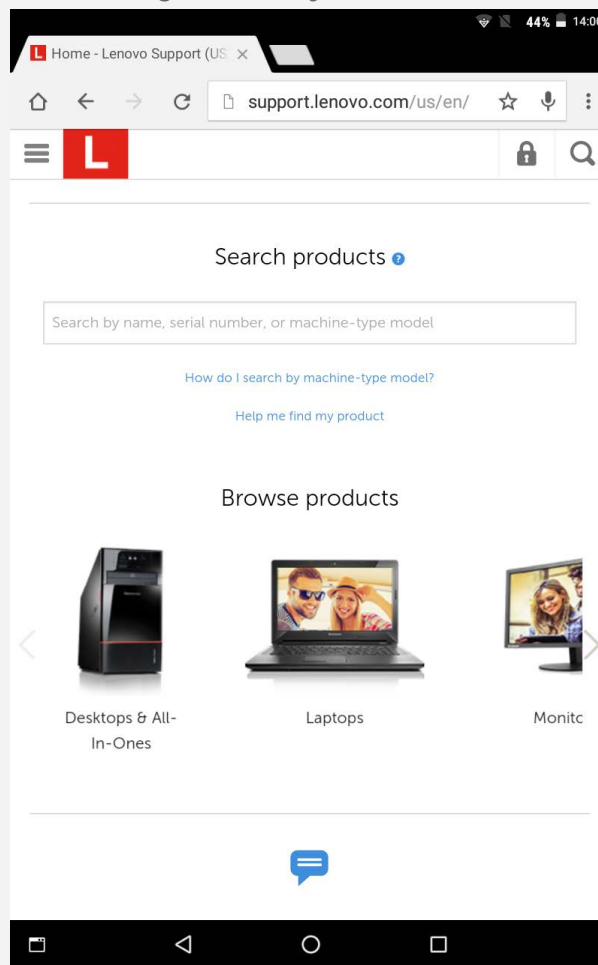 44% 14:00
Home - Lenovo Support (US
support.lenovo.com/us/en/
L
Search products ?
Search by name, serial number, or machine-type model
How do I search by machine-type model?
Help me find my product
Browse products
Desktops & All-
In-Ones
Laptops
Monitc